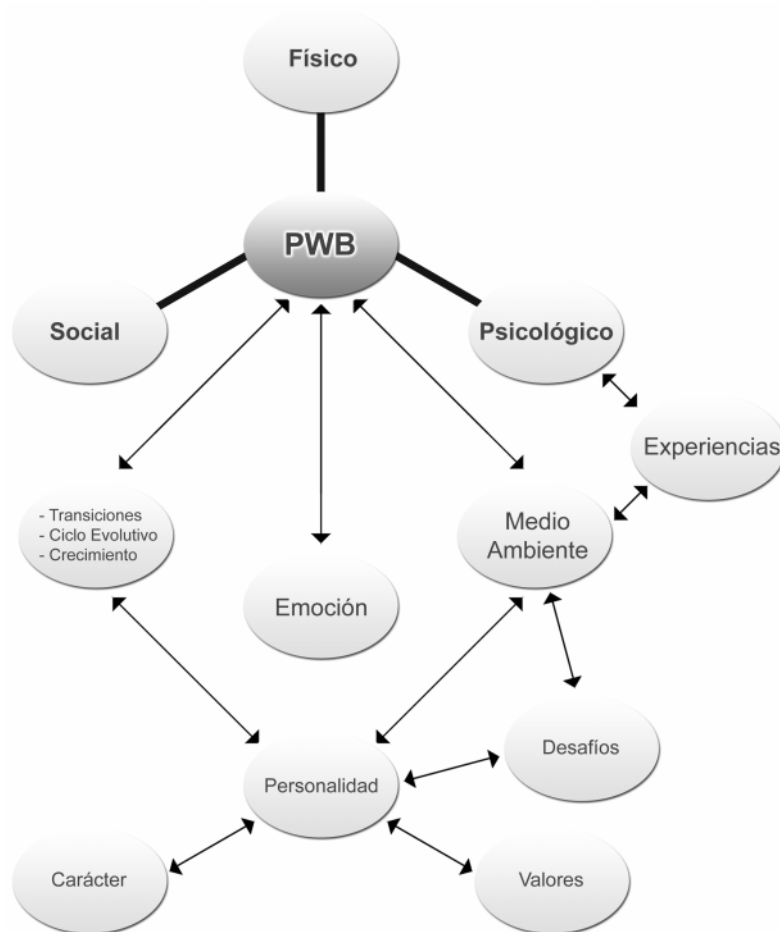 Físico
PWB
Social
Psicológico
Experiencias
- Transiciones
- Ciclo Evolutivo
- Crecimiento
Medio
Ambiente
Emoción
Desafíos
Personalidad
Carácter
Valores